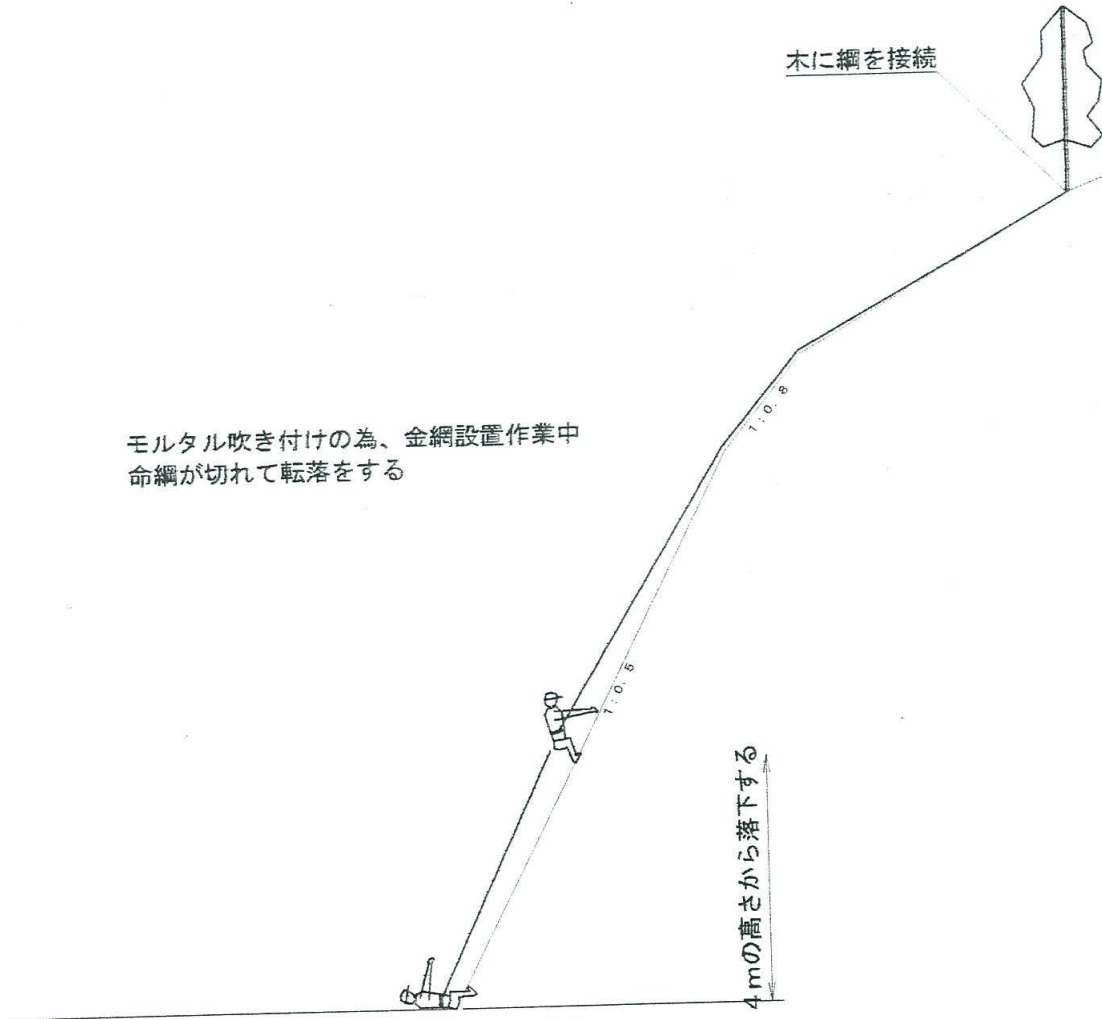 木に綱を接続
1:0.8
モルタル吹き付けの為、金網設置作業中
命綱が切れて転落をする
1:0.5
4mの高さから落下する